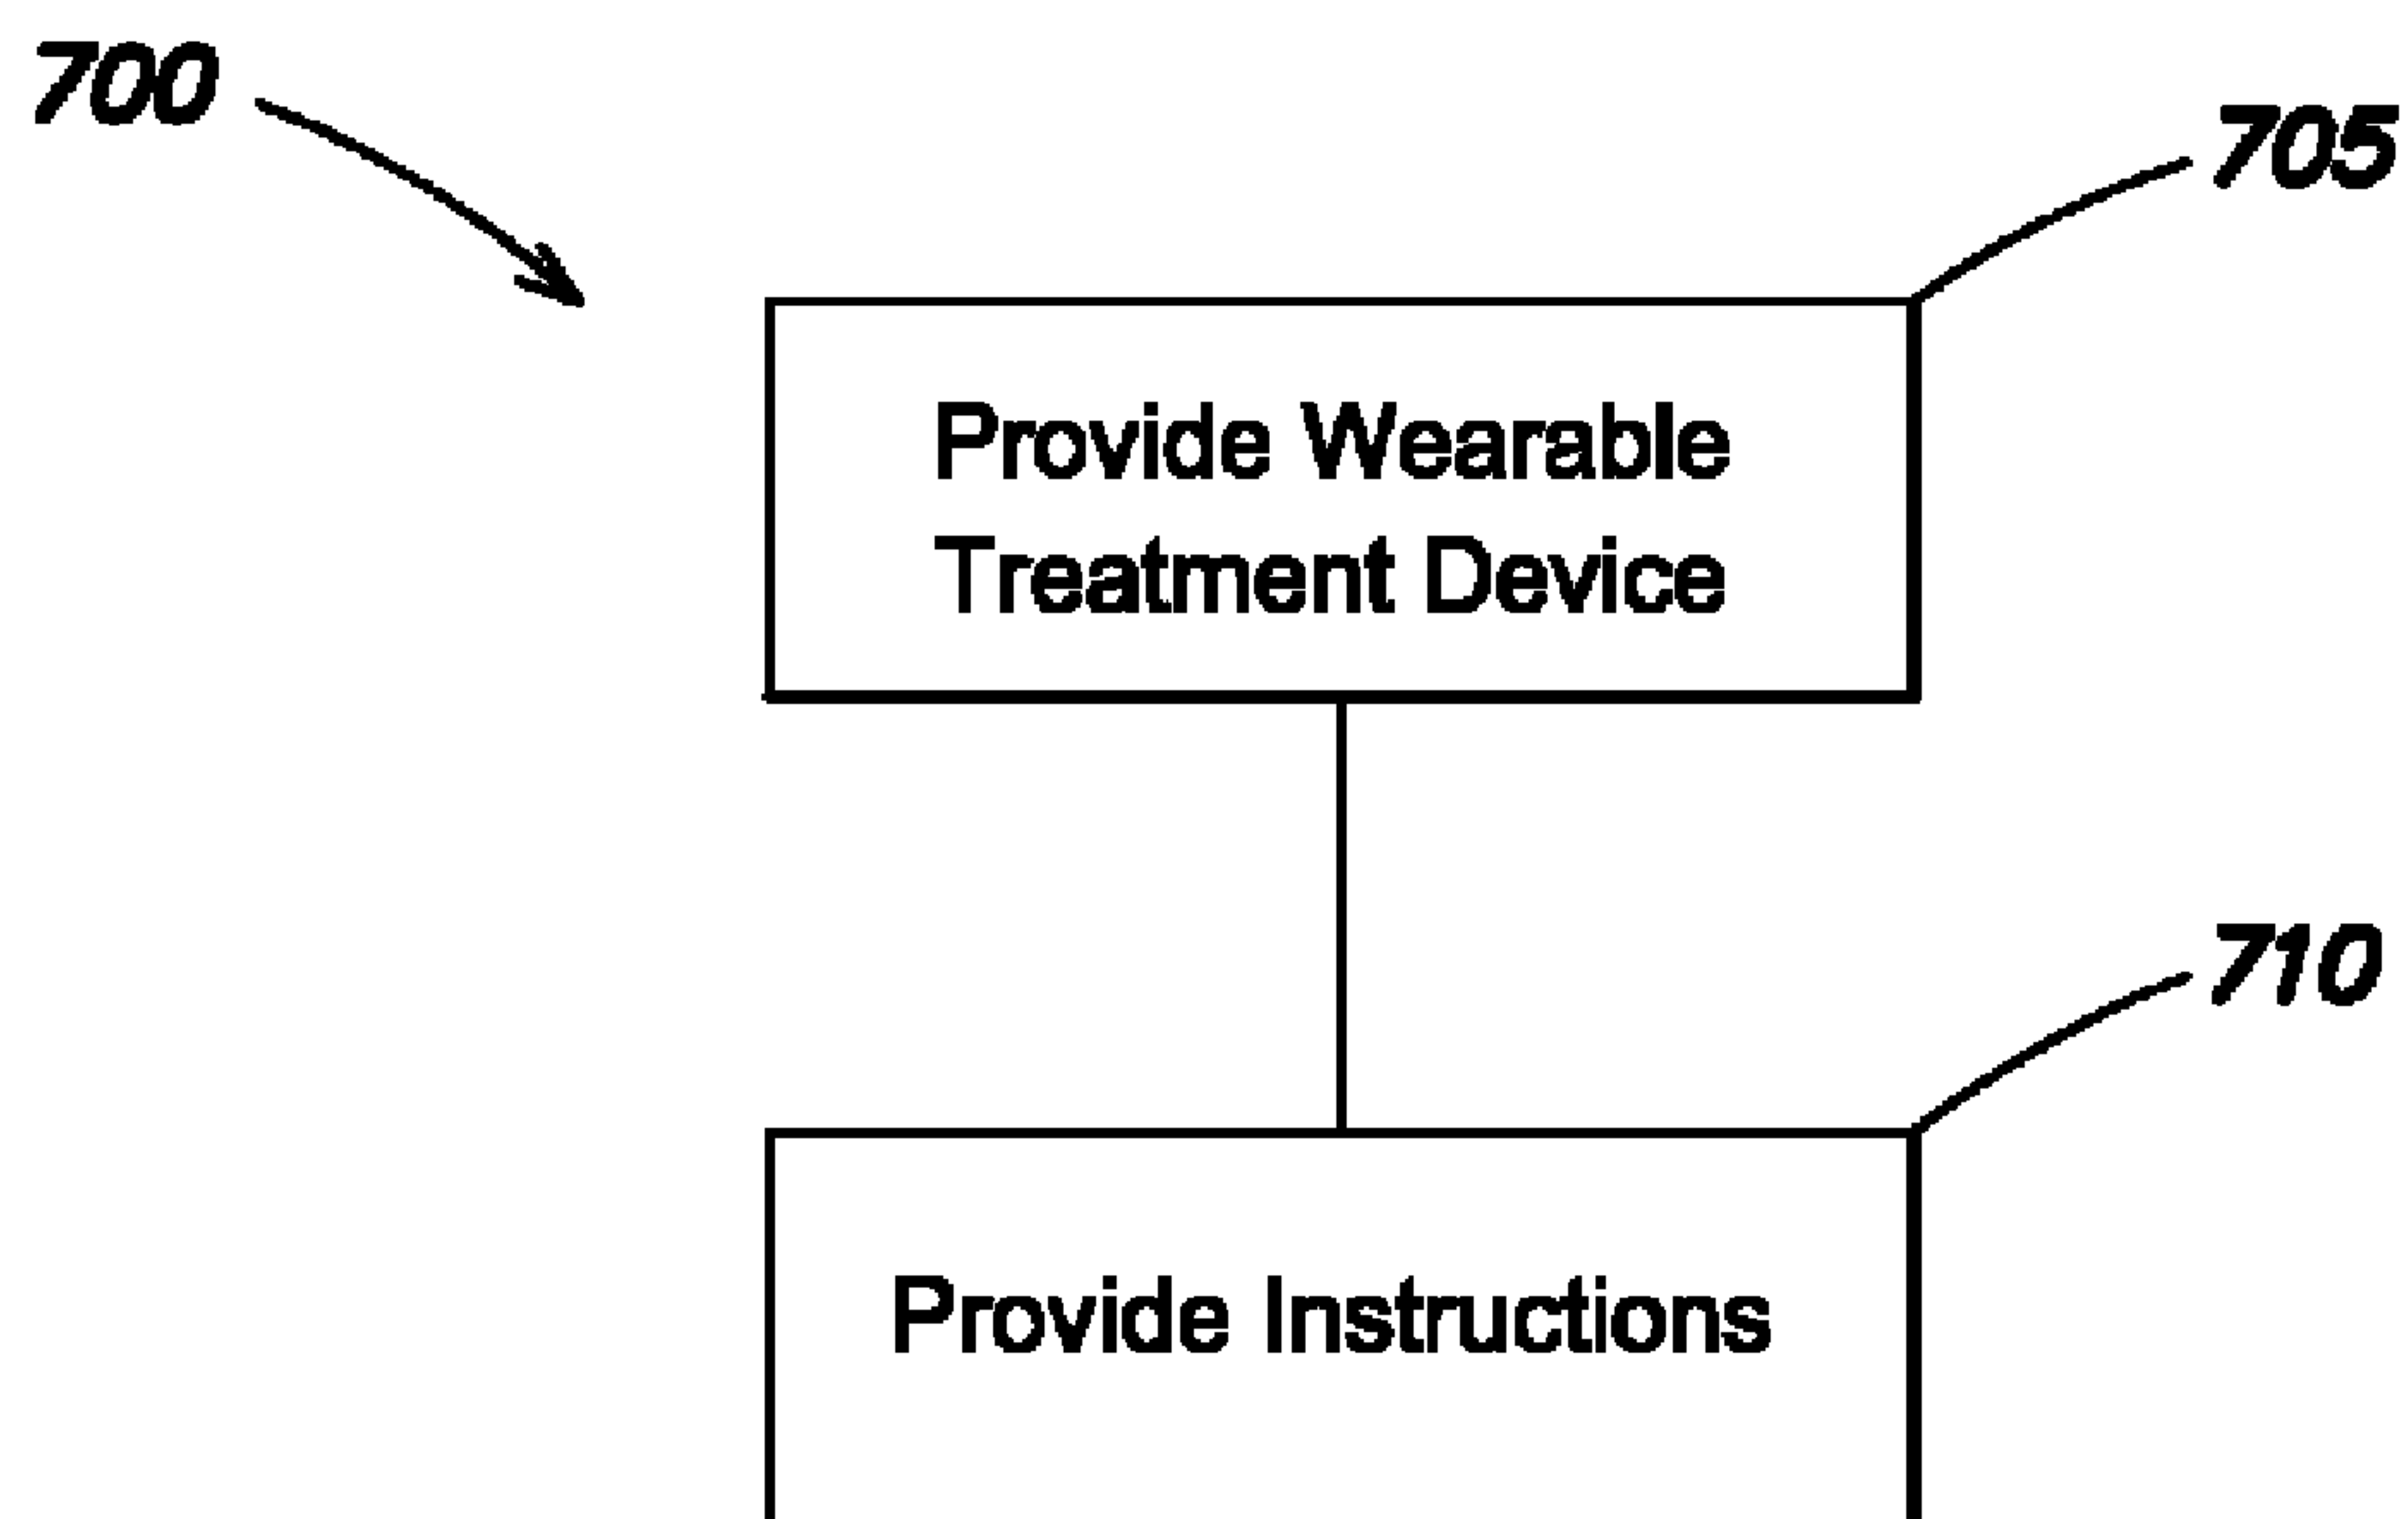 700
705
Provide Wearable
Treatment Device
710
Provide Instructions